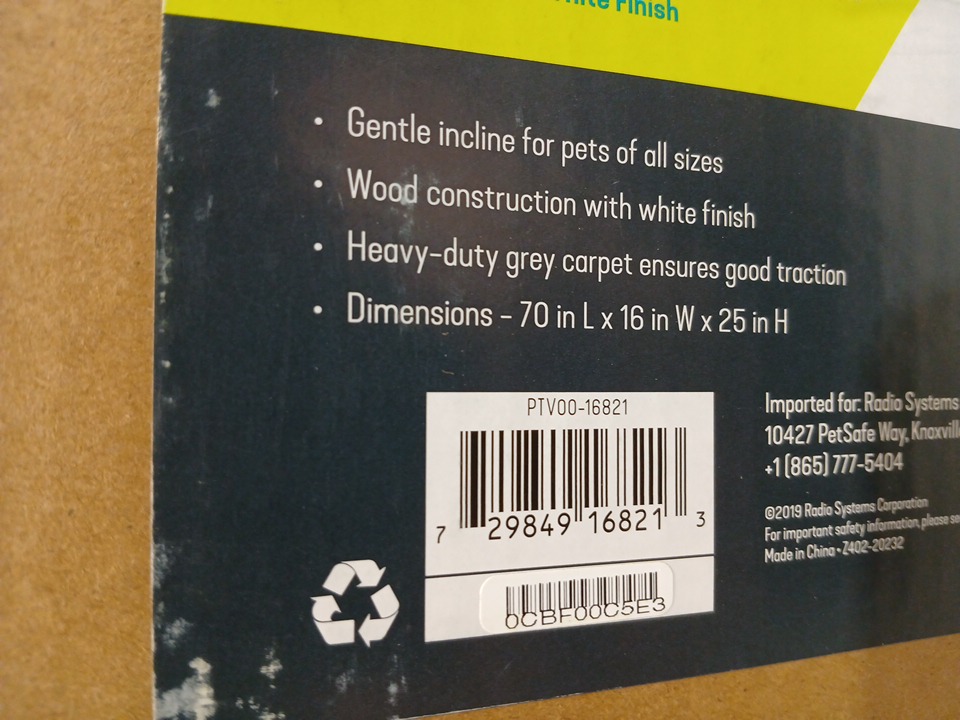 White Finish
• Gentle incline for pets of all sizes
• Wood construction with white finish
• Heavy-duty grey carpet ensures good traction
• Dimensions – 70 in L x 16 in W x 25 in H
PTV00-16821
7 29849 16821 3
0CBF00C5E3
Imported for: Radio Systems
10427 PetSafe Way, Knoxville
+1 (865) 777-5404
©2019 Radio Systems Corporation
For important safety information, please
Made in China • Z402-20232